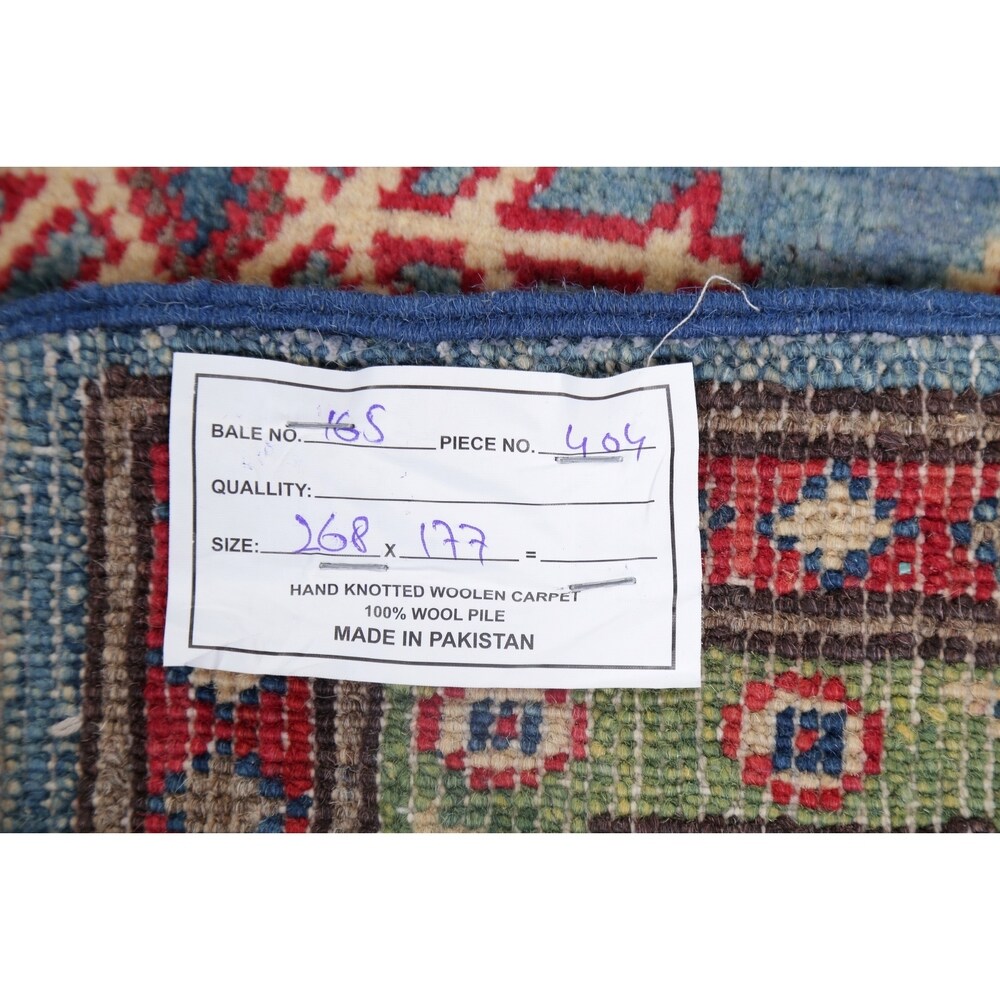 BALE NO. 165 PIECE NO. 404
QUALLITY:
SIZE: 268 x 177 =
HAND KNOTTED WOOLEN CARPET
100% WOOL PILE
MADE IN PAKISTAN